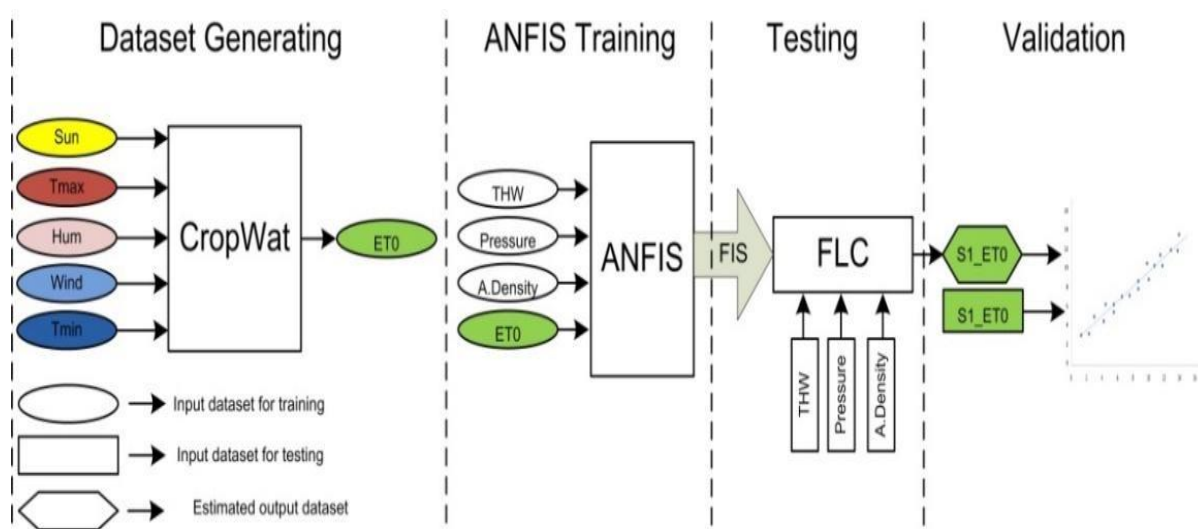 Dataset Generating
ANFIS Training
Testing
Validation
Sun
Tmax
Hum
Wind
Tmin
CropWat
ET0
THW
Pressure
A.Density
ET0
ANFIS
FIS
FLC
THW
Pressure
A.Density
S1_ET0
S1_ET0
Input dataset for training
Input dataset for testing
Estimated output dataset